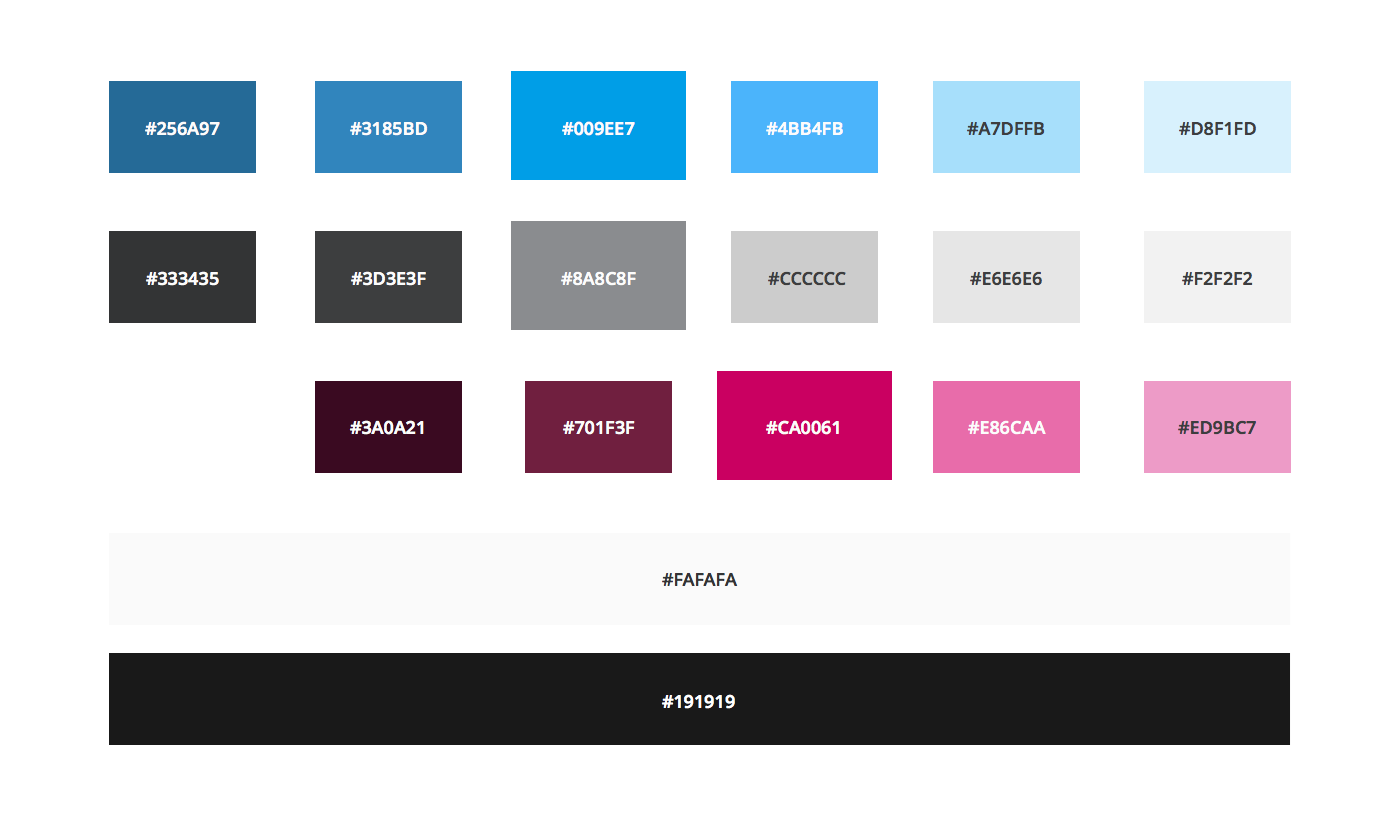 #256A97 #3185BD #009EE7 #4BB4FB #A7DFFB #D8F1FD
#333435 #3D3E3F #8A8C8F #CCCCCC #E6E6E6 #F2F2F2
#3A0A21 #701F3F #CA0061 #E86CAA #ED9BC7
#FAFAFA
#191919